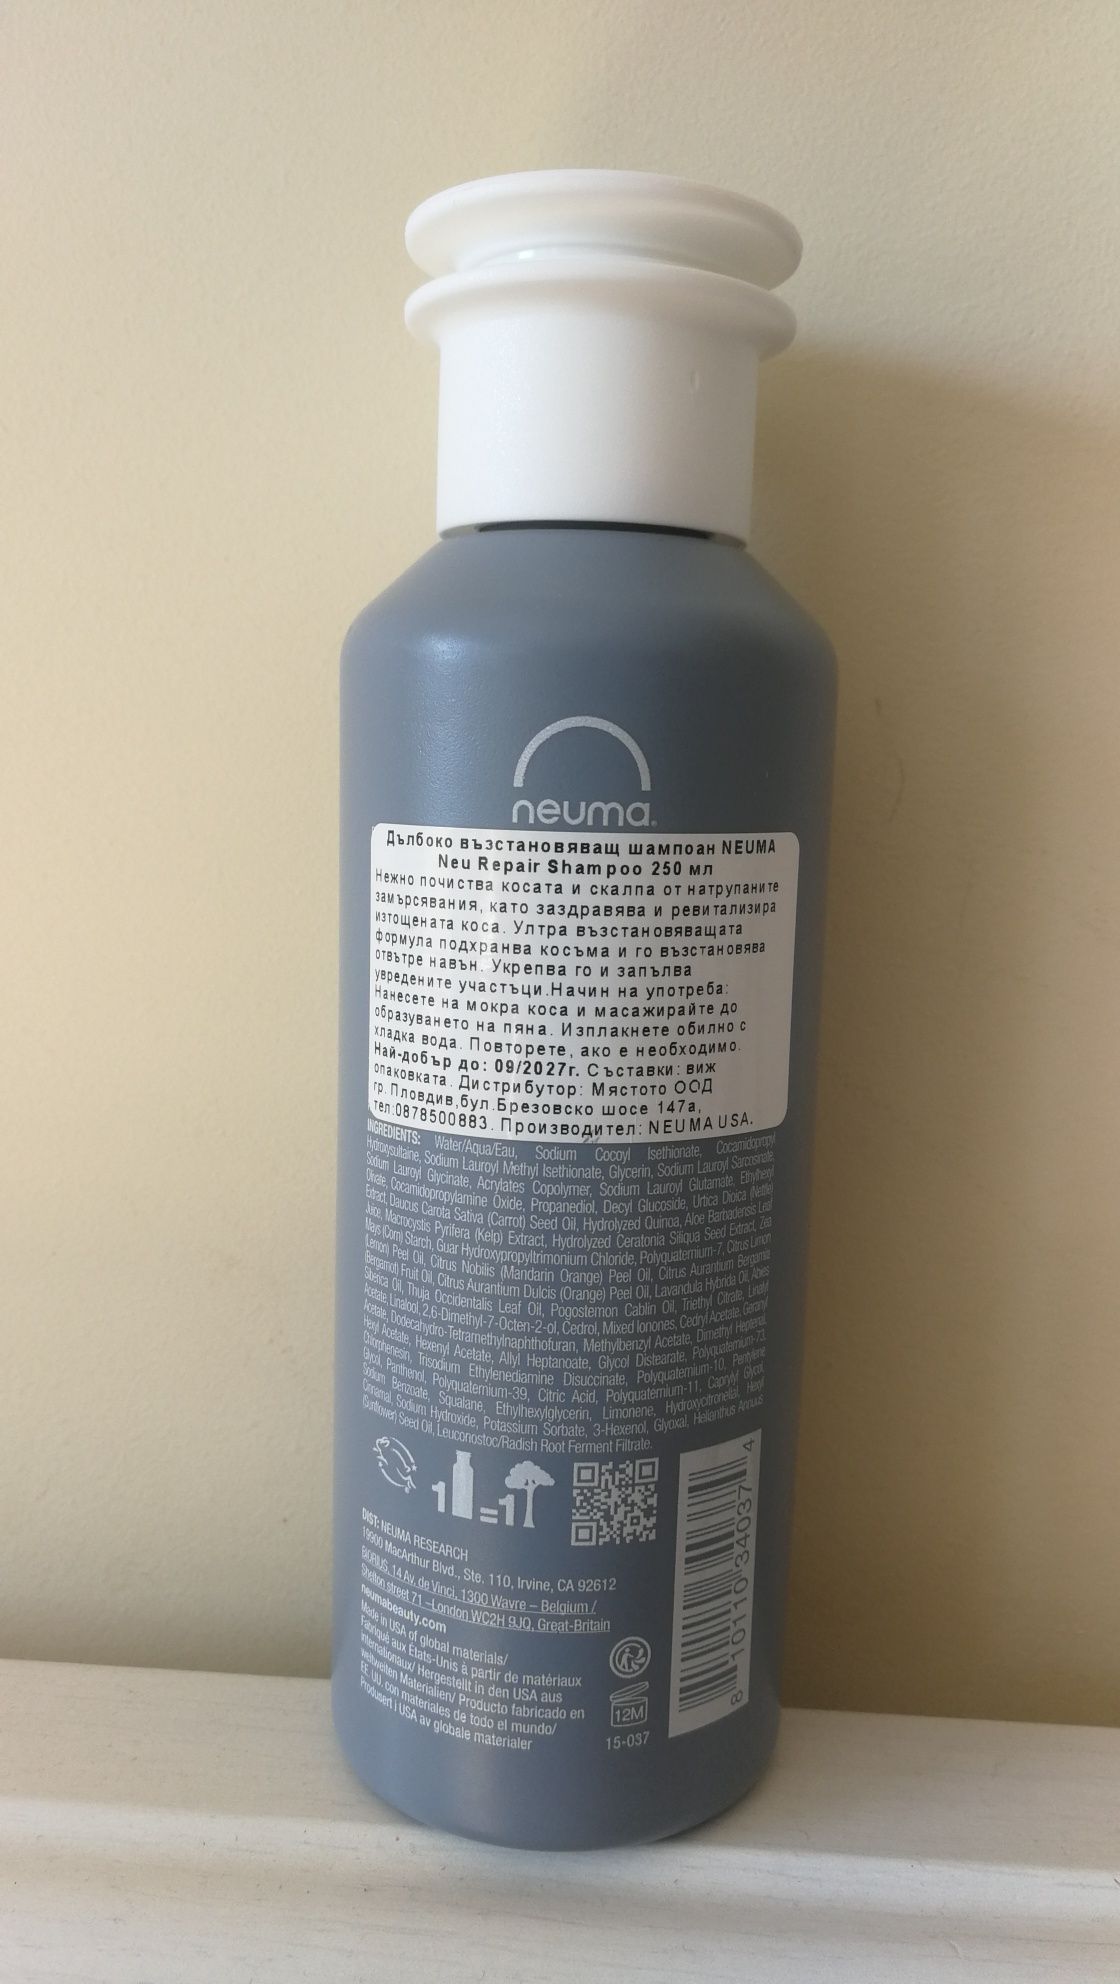 neuma.
Дълбоко възстановяващ шампоан NEUMA
Neu Repair Shampoo 250 мл
Нежно почиства косата и скалпа от натрупаните
замърсявания, като заздравява и ревитализира
изтощената коса. Ултра възстановяващата
формула подхранва косъма и го възстановява
отвътре навън. Укрепва го и запълва
увредените участъци.Начин на употреба:
Нанесете на мокра коса и масажирайте до
образуването на пяна. Изплакнете обилно с
хладка вода. Повторете, ако е необходимо.
Най-добър до: 09/2027г. Съставки: виж
опаковката. Дистрибутор: Мястото ООД
гр.Пловдив,бул.Брезовско шосе 147а,
тел:0878500883. Производител: NEUMA USA.
INGREDIENTS: Water/Aqua/Eau, Sodium Cocoyl Isethionate, Cocamidopropyl
Hydroxysultaine, Sodium Lauroyl Methyl Isethionate, Glycerin, Sodium Lauroyl Sarcosinate,
Sodium Lauroyl Glycinate, Acrylates Copolymer, Sodium Lauroyl Glutamate, Ethylhexyl
Olivate, Cocamidopropylamine Oxide, Propanediol, Decyl Glucoside, Urtica Dioica (Nettle)
Extract, Daucus Carota Sativa (Carrot) Seed Oil, Hydrolyzed Quinoa, Aloe Barbadensis Leaf
Juice, Macrocystis Pyrifera (Kelp) Extract, Hydrolyzed Ceratonia Siliqua Seed Extract, Zea
Mays (Corn) Starch, Guar Hydroxypropyltrimonium Chloride, Polyquaternium-7, Citrus Limon
(Lemon) Peel Oil, Citrus Nobilis (Mandarin Orange) Peel Oil, Citrus Aurantium Bergamia
(Bergamot) Fruit Oil, Citrus Aurantium Dulcis (Orange) Peel Oil, Lavandula Hybrida Oil, Abies
Sibirica Oil, Thuja Occidentalis Leaf Oil, Pogostemon Cablin Oil, Triethyl Citrate, Linalyl
Acetate, Linalool, 2,6-Dimethyl-7-Octen-2-ol, Cedrol, Mixed Ionones, Cedryl Acetate, Geranyl
Acetate, Dodecahydro-Tetramethylnaphthofuran, Methylbenzyl Acetate, Dimethyl Heptenal,
Hexyl Acetate, Hexenyl Acetate, Allyl Heptanoate, Glycol Distearate, Polyquaternium-73,
Chlorphenesin, Trisodium Ethylenediamine Disuccinate, Polyquaternium-10, Pentylene
Glycol, Panthenol, Polyquaternium-39, Citric Acid, Polyquaternium-11, Caprylyl Glycol,
Sodium Benzoate, Squalane, Ethylhexylglycerin, Limonene, Hydroxycitronellal, Hexyl
Cinnamal, Sodium Hydroxide, Potassium Sorbate, 3-Hexenol, Glyoxal, Helianthus Annuus
(Sunflower) Seed Oil, Leuconostoc/Radish Root Ferment Filtrate.
1 =1
DIST: NEUMA RESEARCH
19900 MacArthur Blvd., Ste. 110, Irvine, CA 92612
BIORIUS, 14 Av. de Vinci, 1300 Wavre – Belgium /
Shelton street 71 –London WC2H 9JQ, Great-Britain
neumabeauty.com
Made in USA of global materials/
Fabriqué aux États-Unis à partir de matériaux
internationaux/ Hergestellt in den USA aus
weltweiten Materialien/ Producto fabricado en
EE. UU. con materiales de todo el mundo/
Produsert i USA av globale materialer
12M
15-037
8 10110 34037 4